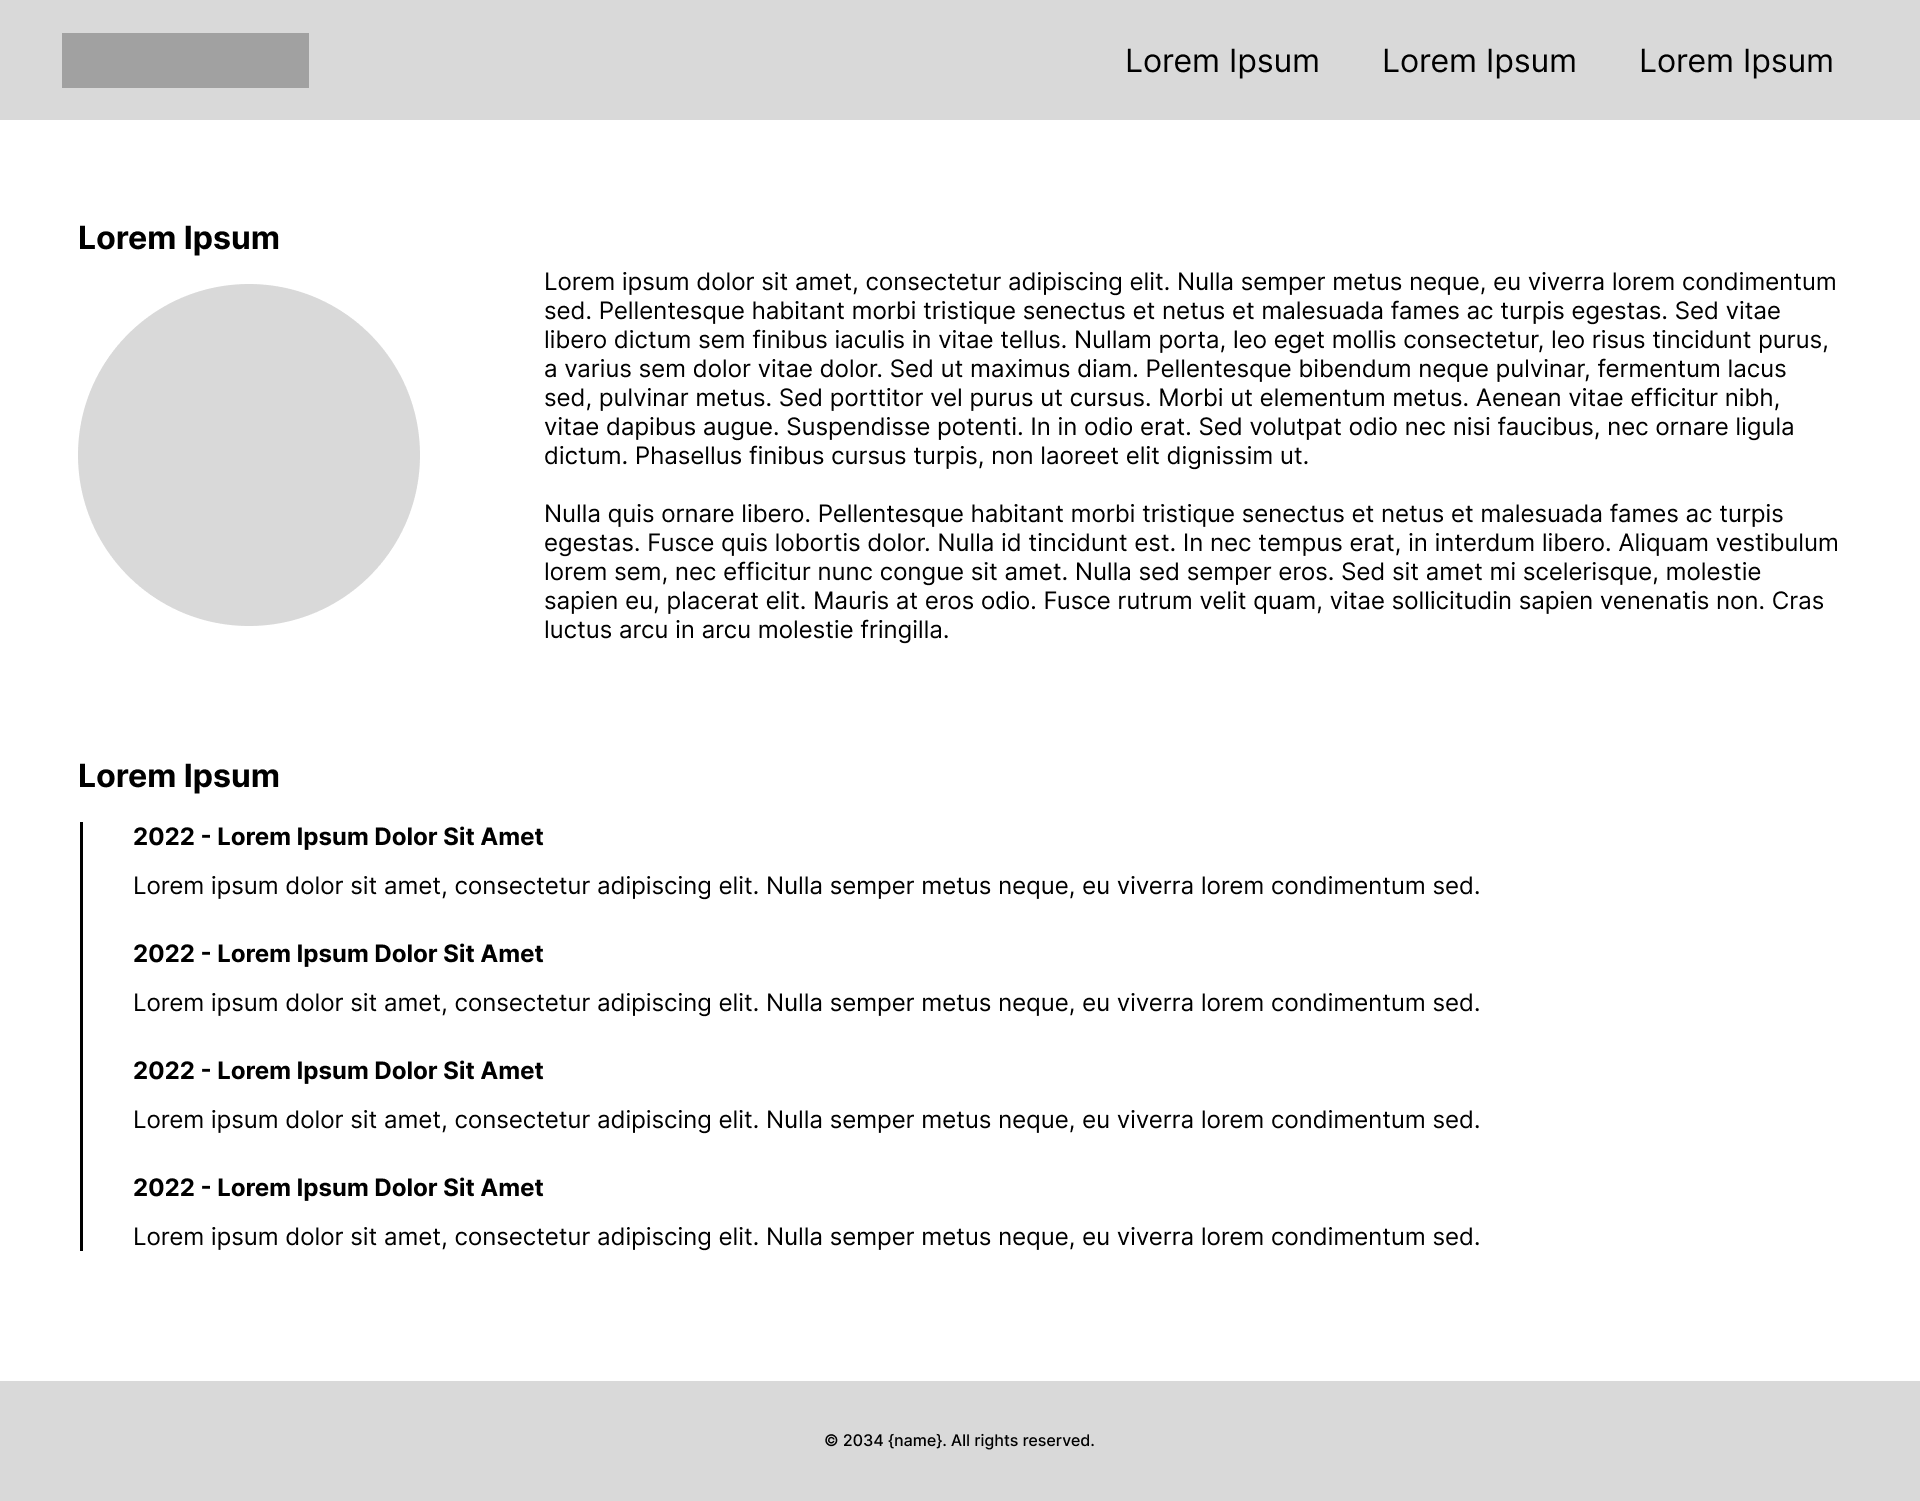 Lorem Ipsum Lorem Ipsum Lorem Ipsum
Lorem Ipsum
Lorem ipsum dolor sit amet, consectetur adipiscing elit. Nulla semper metus neque, eu viverra lorem condimentum
sed. Pellentesque habitant morbi tristique senectus et netus et malesuada fames ac turpis egestas. Sed vitae
libero dictum sem finibus iaculis in vitae tellus. Nullam porta, leo eget mollis consectetur, leo risus tincidunt purus,
a varius sem dolor vitae dolor. Sed ut maximus diam. Pellentesque bibendum neque pulvinar, fermentum lacus
sed, pulvinar metus. Sed porttitor vel purus ut cursus. Morbi ut elementum metus. Aenean vitae efficitur nibh,
vitae dapibus augue. Suspendisse potenti. In in odio erat. Sed volutpat odio nec nisi faucibus, nec ornare ligula
dictum. Phasellus finibus cursus turpis, non laoreet elit dignissim ut.
Nulla quis ornare libero. Pellentesque habitant morbi tristique senectus et netus et malesuada fames ac turpis
egestas. Fusce quis lobortis dolor. Nulla id tincidunt est. In nec tempus erat, in interdum libero. Aliquam vestibulum
lorem sem, nec efficitur nunc congue sit amet. Nulla sed semper eros. Sed sit amet mi scelerisque, molestie
sapien eu, placerat elit. Mauris at eros odio. Fusce rutrum velit quam, vitae sollicitudin sapien venenatis non. Cras
luctus arcu in arcu molestie fringilla.
Lorem Ipsum
2022 - Lorem Ipsum Dolor Sit Amet
Lorem ipsum dolor sit amet, consectetur adipiscing elit. Nulla semper metus neque, eu viverra lorem condimentum sed.
2022 - Lorem Ipsum Dolor Sit Amet
Lorem ipsum dolor sit amet, consectetur adipiscing elit. Nulla semper metus neque, eu viverra lorem condimentum sed.
2022 - Lorem Ipsum Dolor Sit Amet
Lorem ipsum dolor sit amet, consectetur adipiscing elit. Nulla semper metus neque, eu viverra lorem condimentum sed.
2022 - Lorem Ipsum Dolor Sit Amet
Lorem ipsum dolor sit amet, consectetur adipiscing elit. Nulla semper metus neque, eu viverra lorem condimentum sed.
© 2034 {name}. All rights reserved.